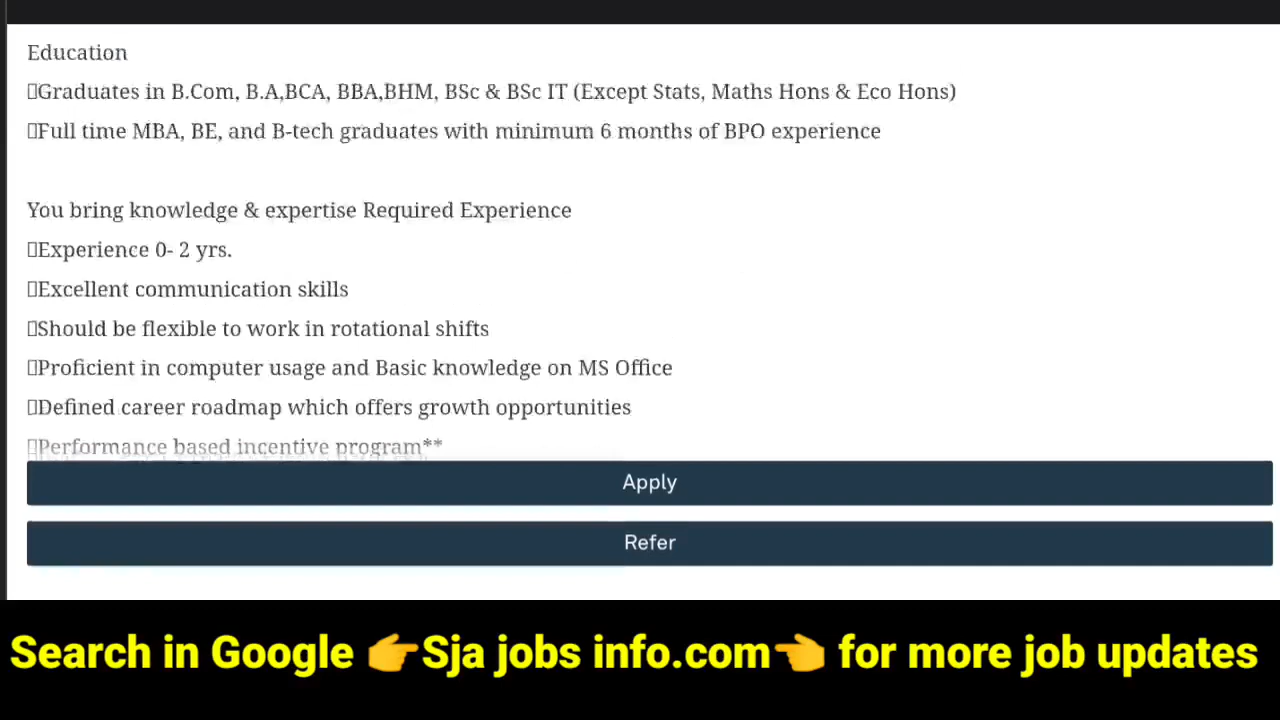 Education
Graduates in B.Com, B.A,BCA, BBA,BHM, BSc & BSc IT (Except Stats, Maths Hons & Eco Hons)
Full time MBA, BE, and B-tech graduates with minimum 6 months of BPO experience
You bring knowledge & expertise Required Experience
Experience 0- 2 yrs.
Excellent communication skills
Should be flexible to work in rotational shifts
Proficient in computer usage and Basic knowledge on MS Office
Defined career roadmap which offers growth opportunities
Performance based incentive program**
Apply
Refer
Search in Google 👉Sja jobs info.com👈 for more job updates